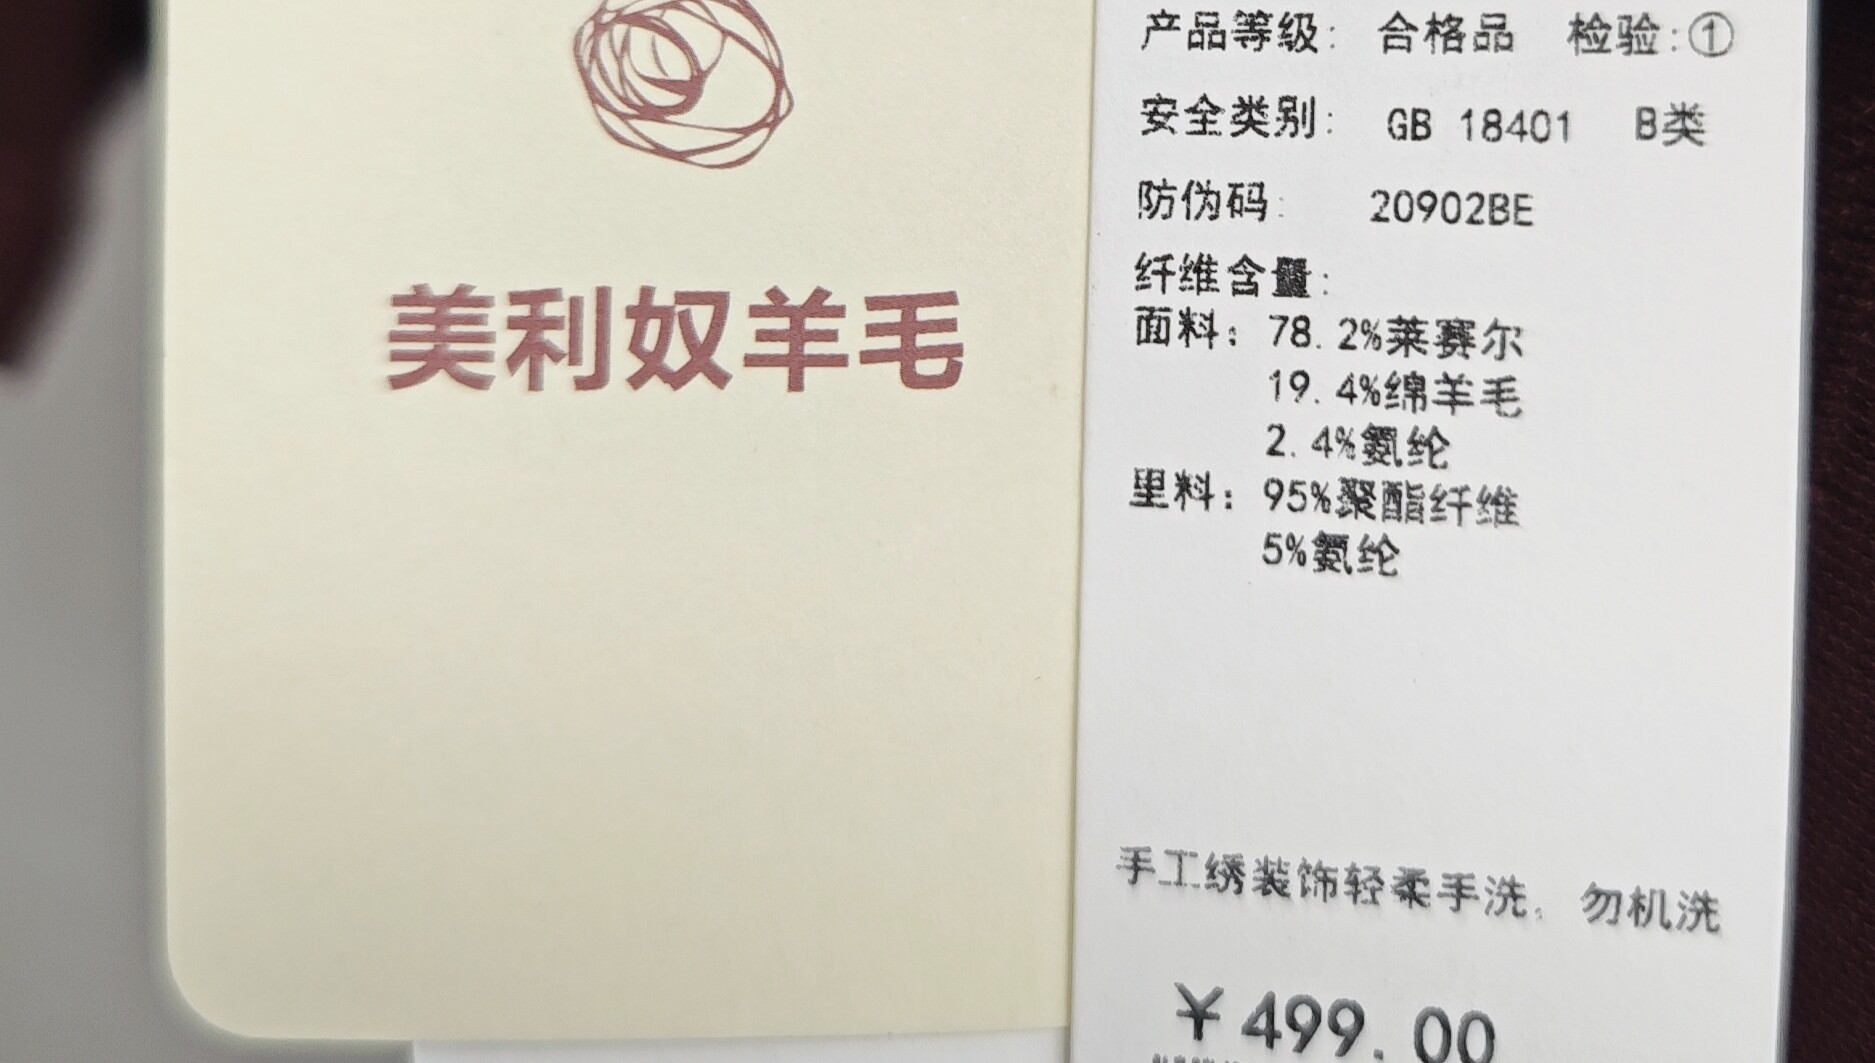 美利奴羊毛
产品等级: 合格品 检验:①
安全类别: GB 18401 B类
防伪码: 20902BE
纤维含量:
面料: 78.2%莱赛尔
19.4%绵羊毛
2.4%氨纶
里料: 95%聚酯纤维
5%氨纶
手工绣装饰轻柔手洗, 勿机洗
¥499.00